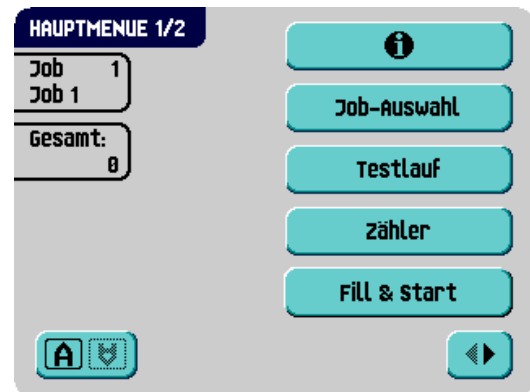 HAUPTMENUE 1/2
Job 1
Job 1
Gesamt:
0
Job-Auswahl
Testlauf
Zähler
Fill & Start
A